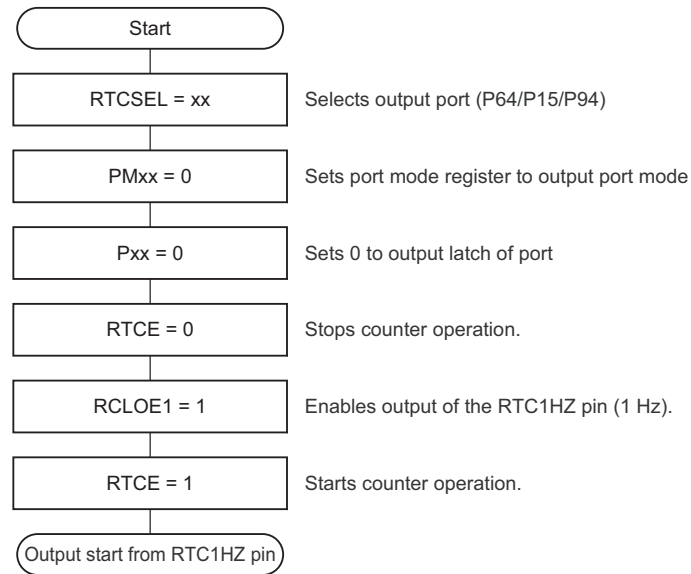 Start
RTCSEL = xx
Selects output port (P64/P15/P94)
PMxx = 0
Sets port mode register to output port mode
Pxx = 0
Sets 0 to output latch of port
RTCE = 0
Stops counter operation.
RCLOE1 = 1
Enables output of the RTC1HZ pin (1 Hz).
RTCE = 1
Starts counter operation.
Output start from RTC1HZ pin